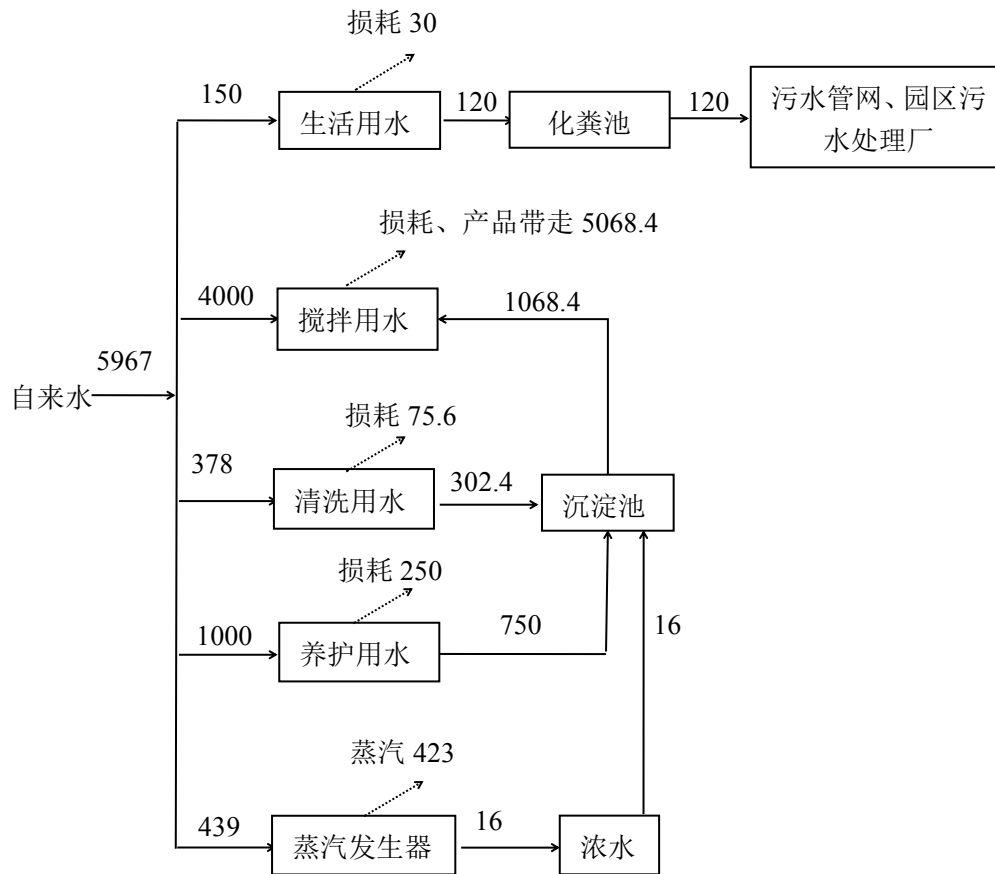 损耗 30
150
生活用水
120
化粪池
120
污水管网、园区污
水处理厂
损耗、产品带走 5068.4
4000
搅拌用水
1068.4
5967
自来水
损耗 75.6
378
清洗用水
302.4
沉淀池
损耗 250
1000
养护用水
750
16
蒸汽 423
439
蒸汽发生器
16
浓水